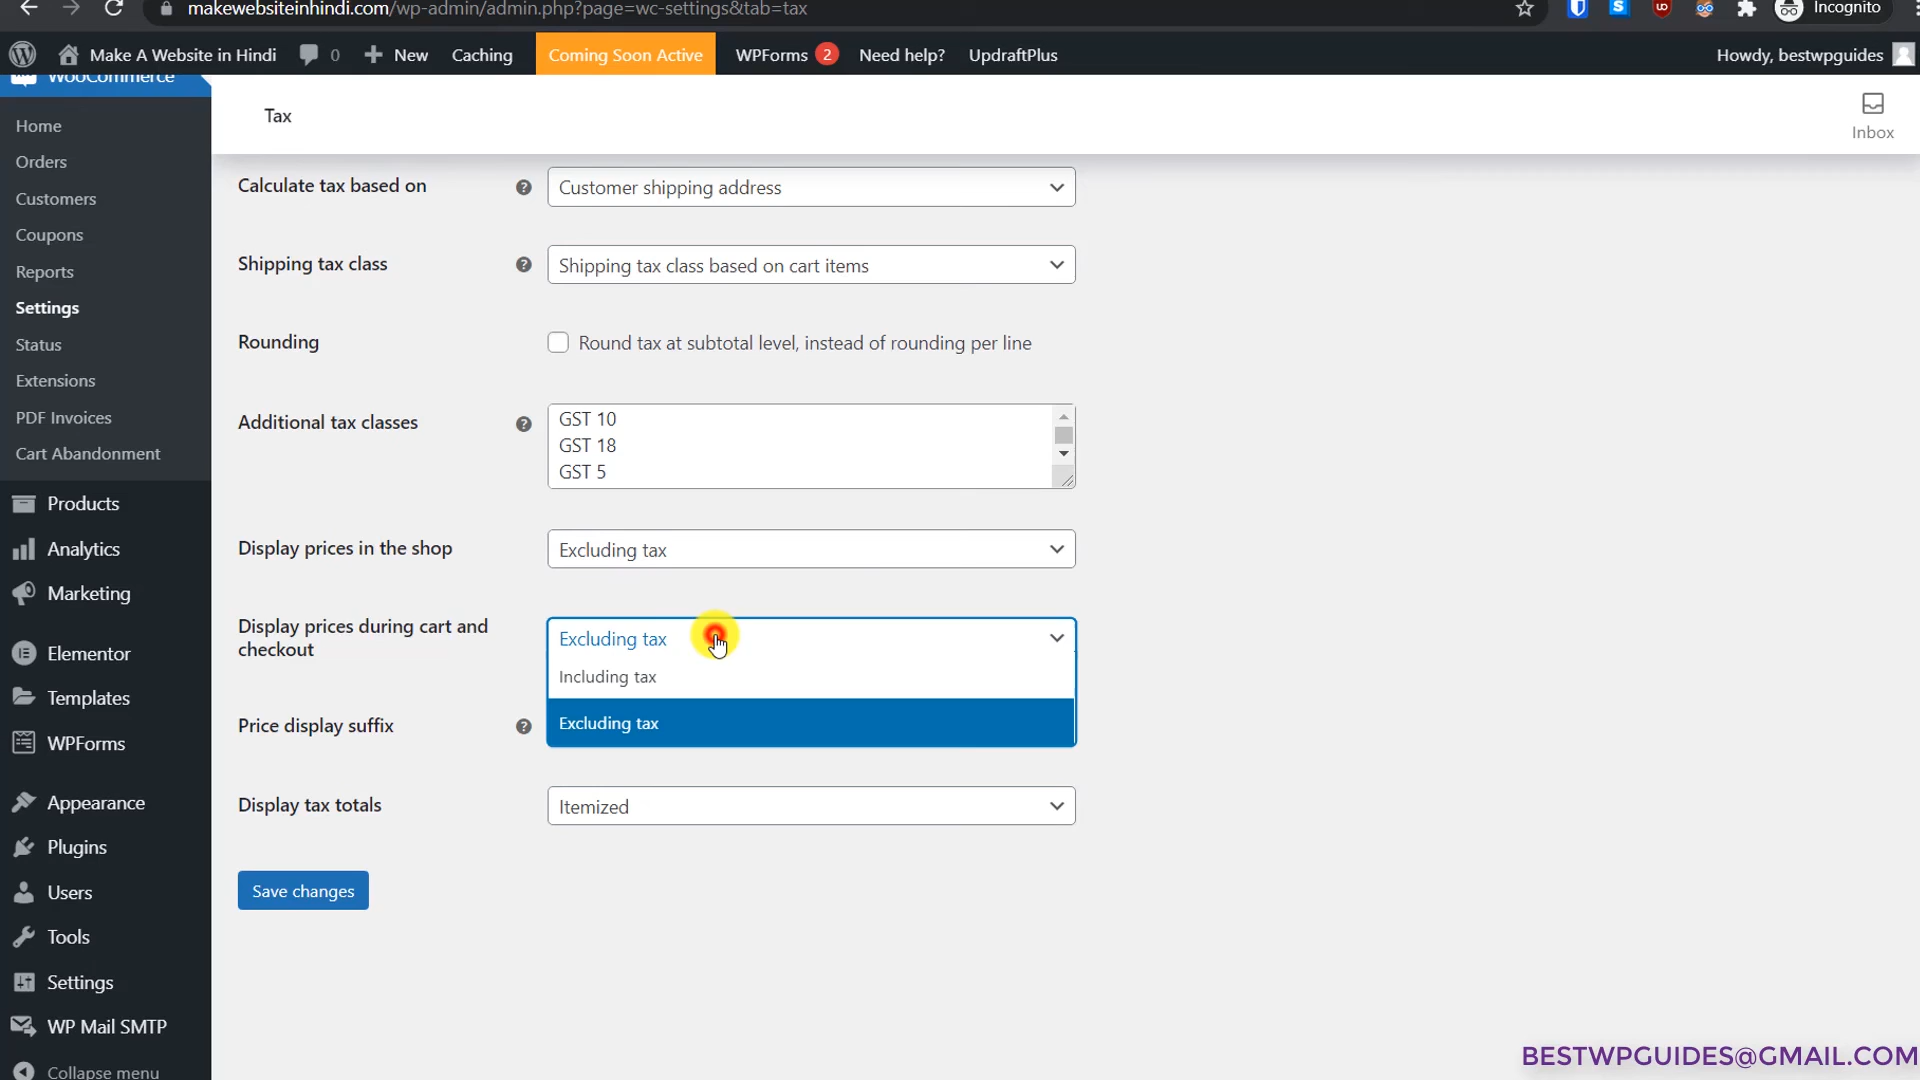 makewebsiteinhindi.com/wp-admin/admin.php?page=wc-settings&tab=tax
Incognito
Make A Website in Hindi
0
New
Caching
Coming Soon Active
WPForms 2
Need help?
UpdraftPlus
Howdy, bestwpguides
WooCommerce
Home
Orders
Customers
Coupons
Reports
Settings
Status
Extensions
PDF Invoices
Cart Abandonment
Products
Analytics
Marketing
Elementor
Templates
WPForms
Appearance
Plugins
Users
Tools
Settings
WP Mail SMTP
Collapse menu
Tax
Inbox
Calculate tax based on
Customer shipping address
Shipping tax class
Shipping tax class based on cart items
Rounding
Round tax at subtotal level, instead of rounding per line
Additional tax classes
GST 10
GST 18
GST 5
Display prices in the shop
Excluding tax
Display prices during cart and
checkout
Excluding tax
Including tax
Excluding tax
Price display suffix
Display tax totals
Itemized
Save changes
BESTWPGUIDES@GMAIL.COM